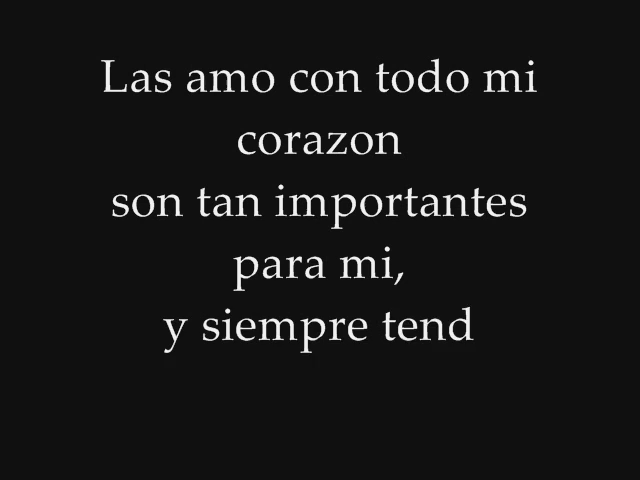 Las amo con todo mi
corazon
son tan importantes
para mi,
y siempre tend